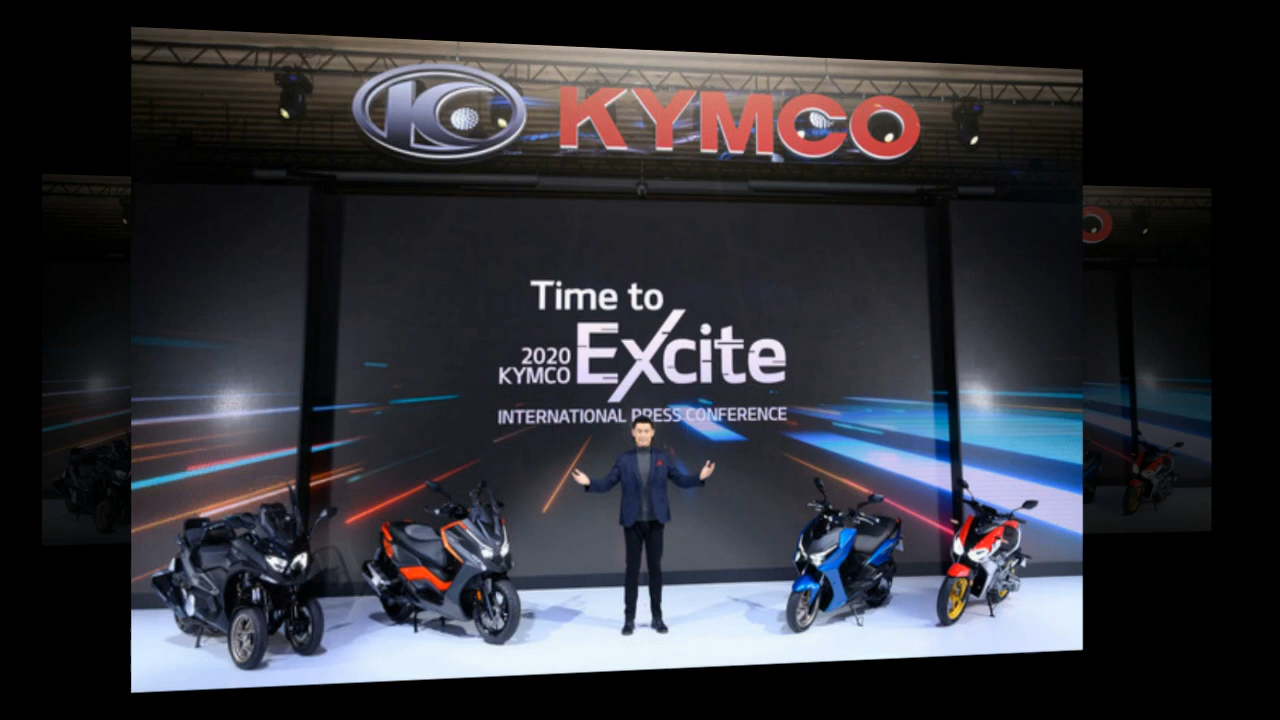 KYMCO
Time to
Excite
2020
KYMCO
INTERNATIONAL PRESS CONFERENCE